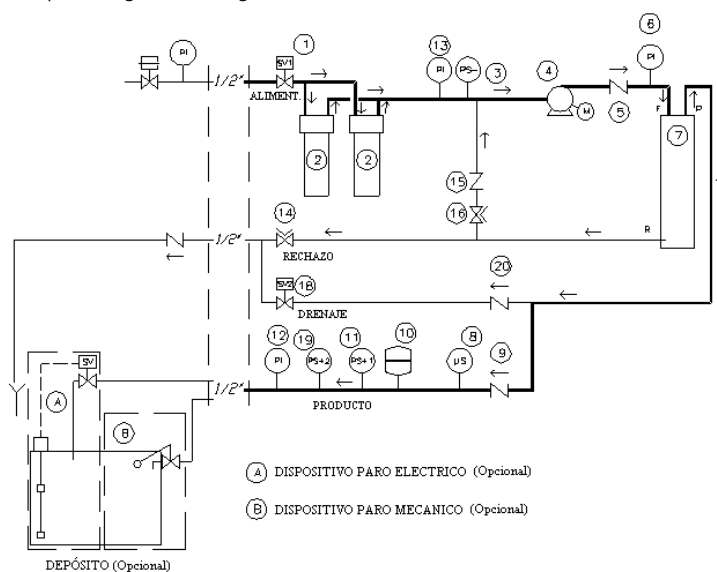 6
1
13
PI
SV1
PI
PS-
3
4
PI
1/2"
ALIMENT.
M
5
F
P
7
2
2
15
14
16
1/2"
R
RECHAZO
20
SV2
18
DRENAJE
12
19
11
10
8
9
SV
PI
PS+2
PS+1
µS
A
1/2"
PRODUCTO
B
A DISPOSITIVO PARO ELECTRICO (Opcional)
B DISPOSITIVO PARO MECANICO (Opcional)
DEPÓSITO (Opcional)